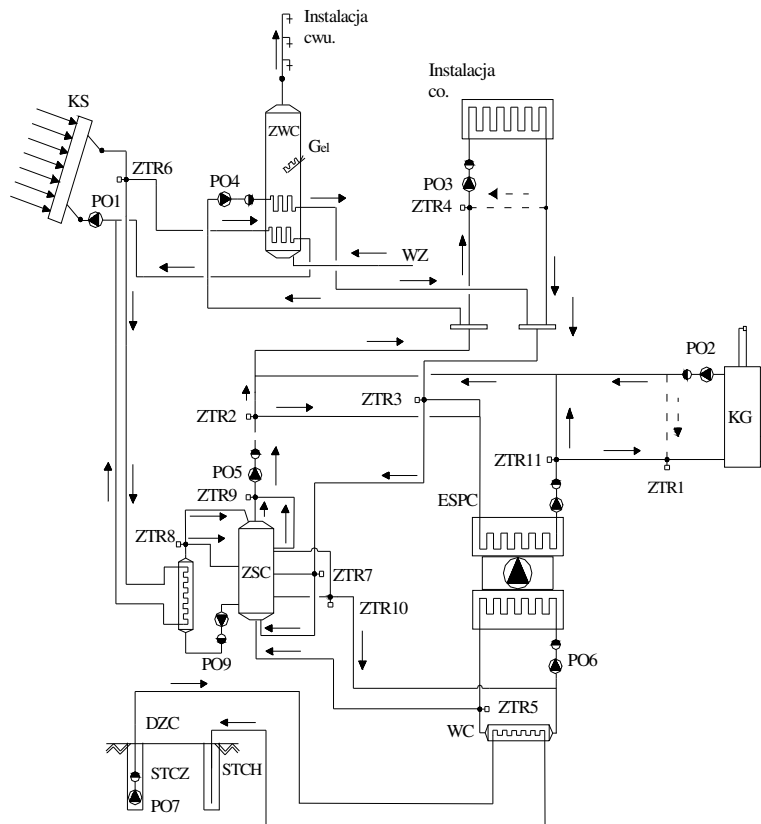 Instalacja
cwu.
Instalacja
co.
KS
ZWC
Gel
ZTR6
PO4
PO3
PO1
ZTR4
WZ
PO2
ZTR2
ZTR3
KG
ZTR11
PO5
ZTR1
ZTR9
ESPC
ZTR8
ZSC
ZTR7
ZTR10
PO9
PO6
ZTR5
DZC
WC
STCZ
STCH
PO7